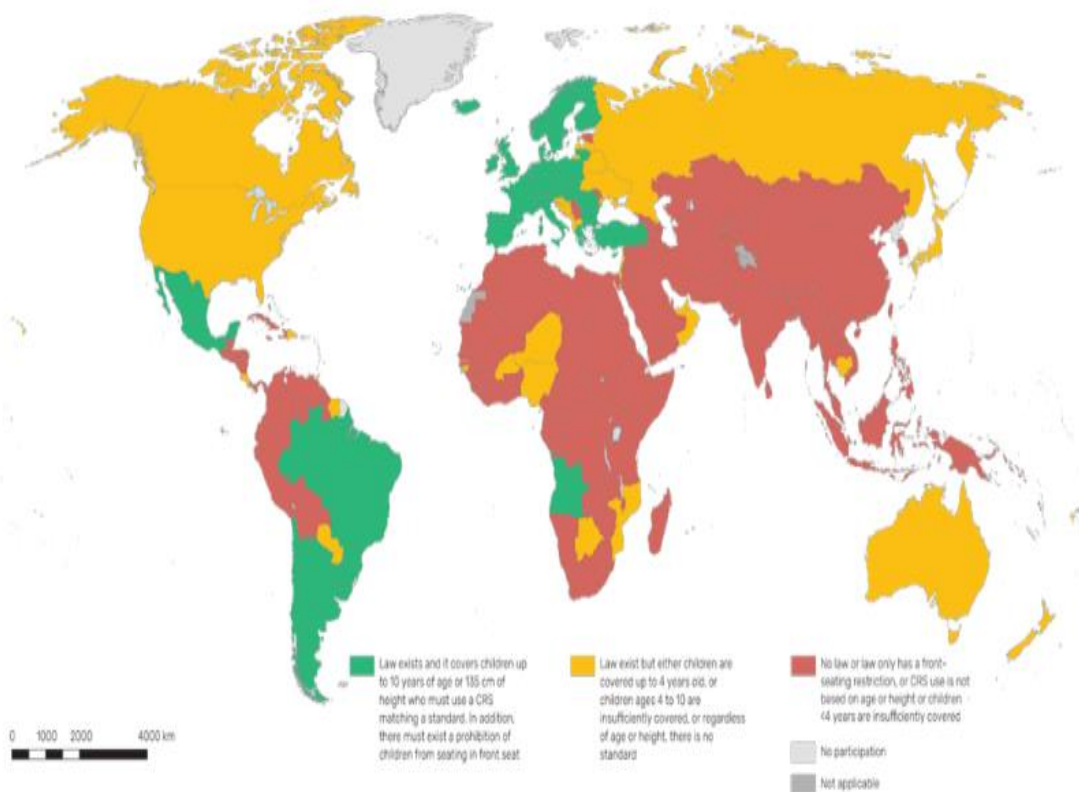 Law exists and it covers children up
to 10 years of age or 135 cm of
height who must use a CRS
matching a standard. In addition,
there must exist a prohibition of
children from seating in front seat
Law exist but either children are
covered up to 4 years old, or
children ages 4 to 10 are
insufficiently covered, or regardless
of age or height, there is no
standard
No law or law only has a front-
seating restriction, or CRS use is not
based on age or height or children
<4 years are insufficiently covered
No participation
Not applicable
0 1000 2000 4000 km